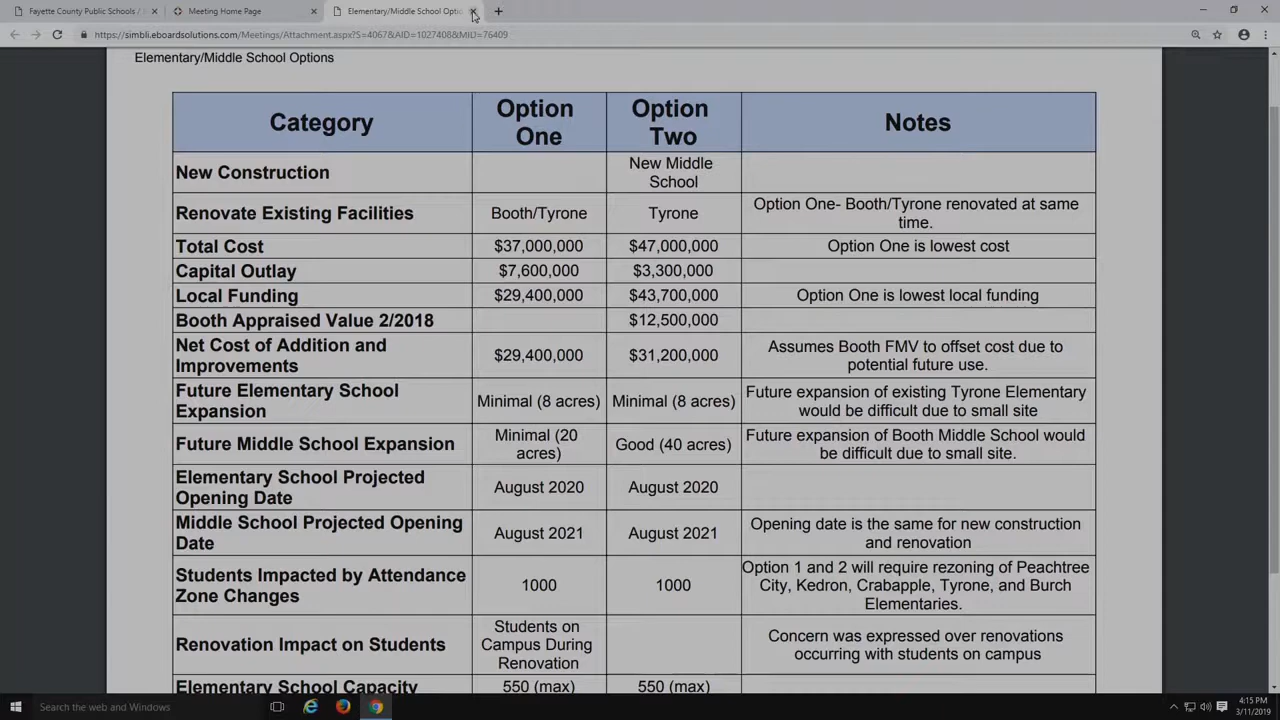 Fayette County Public Schools /
Meeting Home Page
Elementary/Middle School Optio
https://simbli.eboardsolutions.com/Meetings/Attachment.aspx?S=4067&AID=1027408&MID=76409
Elementary/Middle School Options
Category
Option One
Option Two
Notes
New Construction
New Middle
School
Renovate Existing Facilities
Booth/Tyrone
Tyrone
Option One- Booth/Tyrone renovated at same
time.
Total Cost
$37,000,000
$47,000,000
Option One is lowest cost
Capital Outlay
$7,600,000
$3,300,000
Local Funding
$29,400,000
$43,700,000
Option One is lowest local funding
Booth Appraised Value 2/2018
$12,500,000
Net Cost of Addition and
Improvements
$29,400,000
$31,200,000
Assumes Booth FMV to offset cost due to
potential future use.
Future Elementary School
Expansion
Minimal (8 acres)
Minimal (8 acres)
Future expansion of existing Tyrone Elementary
would be difficult due to small site
Future Middle School Expansion
Minimal (20
acres)
Good (40 acres)
Future expansion of Booth Middle School would
be difficult due to small site.
Elementary School Projected
Opening Date
August 2020
August 2020
Middle School Projected Opening
Date
August 2021
August 2021
Opening date is the same for new construction
and renovation
Students Impacted by Attendance
Zone Changes
1000
1000
Option 1 and 2 will require rezoning of Peachtree
City, Kedron, Crabapple, Tyrone, and Burch
Elementaries.
Renovation Impact on Students
Students on
Campus During
Renovation
Concern was expressed over renovations
occurring with students on campus
Elementary School Capacity
550 (max)
550 (max)
Search the web and Windows
4:15 PM
3/11/2019